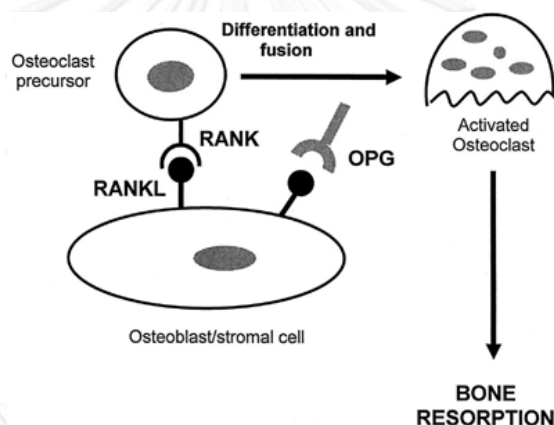 Differentiation and
fusion
Osteoclast
precursor
Activated
Osteoclast
RANK
OPG
RANKL
Osteoblast/stromal cell
BONE
RESORPTION